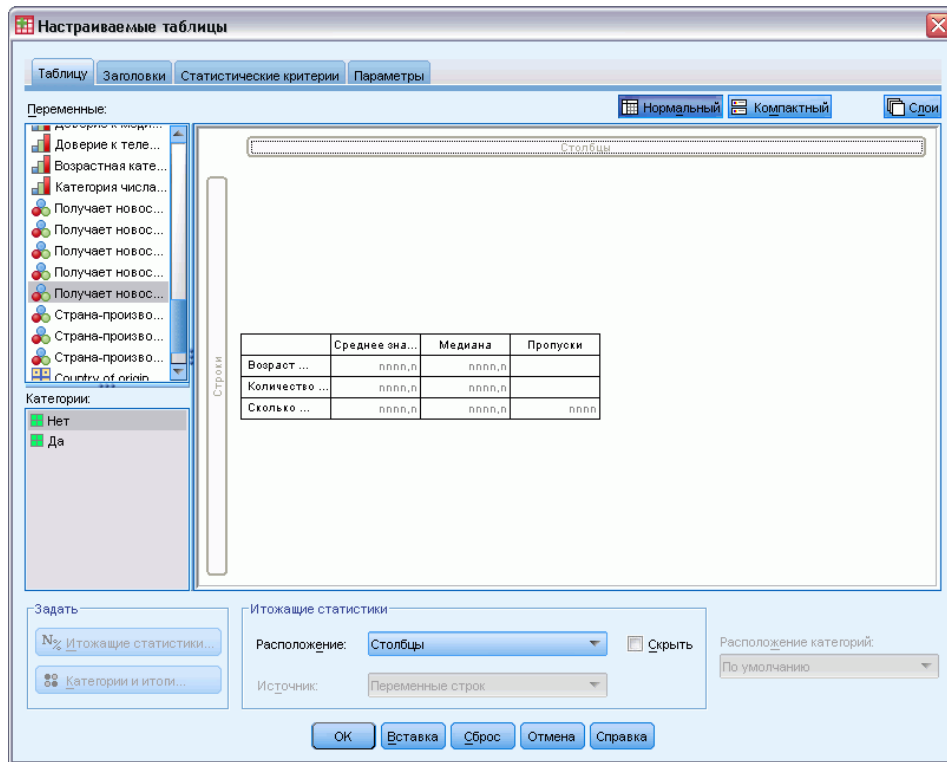 Настраиваемые таблицы
Таблицу Заголовки Статистические критерии Параметры
Переменные:
Нормальный Компактный Слои
Доверие к меди...
Доверие к теле...
Возрастная кате...
Категория числа...
Получает новос...
Получает новос...
Получает новос...
Получает новос...
Получает новос...
Страна-произво...
Страна-произво...
Страна-произво...
Country of origin
Категории:
Нет
Да
Столбцы
Строки
Среднее зна... Медиана Пропуски
Возраст ... nnnn,n nnnn,n
Количество ... nnnn,n nnnn,n
Сколько ... nnnn,n nnnn,n nnnn
Задать
N% Итожащие статистики...
Категории и итоги...
Итожащие статистики
Расположение: Столбцы Скрыть
Источник: Переменные строк
Расположение категорий:
По умолчанию
ОК Вставка Сброс Отмена Справка